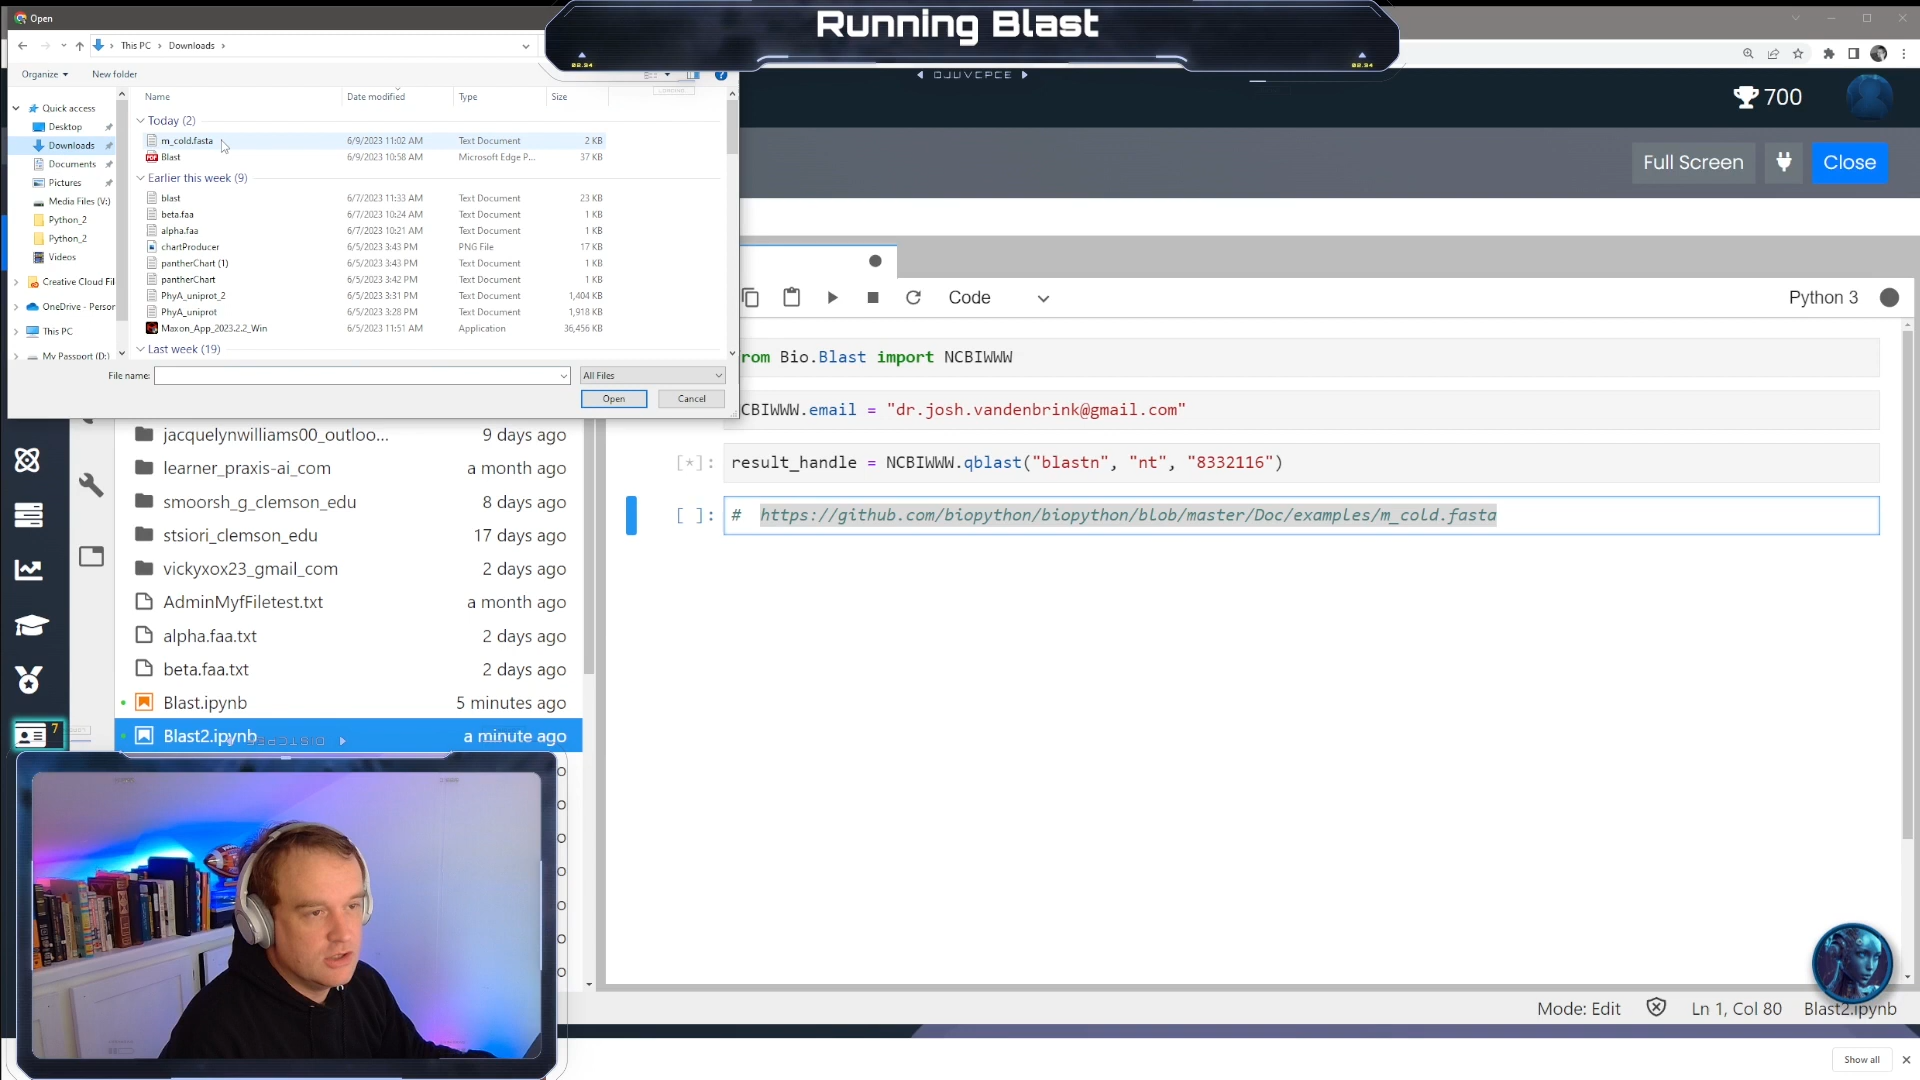 Open
Running Blast
This PC > Downloads >
Organize
New folder
Name
Date modified
Type
Size
Quick access
Desktop
Downloads
Documents
Pictures
Media Files (V:)
Python_2
Python_2
Videos
Creative Cloud Fil
OneDrive - Person
This PC
My Passport (D:)
Today (2)
m_cold.fasta 6/9/2023 11:02 AM Text Document 2 KB
Blast 6/9/2023 10:58 AM Microsoft Edge P... 37 KB
Earlier this week (9)
blast 6/7/2023 11:33 AM Text Document 23 KB
beta.faa 6/7/2023 10:24 AM Text Document 1 KB
alpha.faa 6/7/2023 10:21 AM Text Document 1 KB
chartProducer 6/5/2023 3:43 PM PNG File 17 KB
pantherChart (1) 6/5/2023 3:43 PM Text Document 1 KB
pantherChart 6/5/2023 3:42 PM Text Document 1 KB
PhyA_uniprot_2 6/5/2023 3:31 PM Text Document 1,404 KB
PhyA_uniprot 6/5/2023 3:28 PM Text Document 1,918 KB
Maxon_App_2023.2.2_Win 6/5/2023 11:51 AM Application 36,456 KB
Last week (19)
File name:
All Files
Open
Cancel
700
Full Screen
Close
Code
Python 3
rom Bio.Blast import NCBIWWW
CBIWWW.email = "dr.josh.vandenbrink@gmail.com"
[*]: result_handle = NCBIWWW.qblast("blastn", "nt", "8332116")
[ ]: # https://github.com/biopython/biopython/blob/master/Doc/examples/m_cold.fasta
jacquelynwilliams00_outloo... 9 days ago
learner_praxis-ai_com a month ago
smoorsh_g_clemson_edu 8 days ago
stsiori_clemson_edu 17 days ago
vickyxox23_gmail_com 2 days ago
AdminMyfFiletest.txt a month ago
alpha.faa.txt 2 days ago
beta.faa.txt 2 days ago
Blast.ipynb 5 minutes ago
Blast2.ipynb a minute ago
7
Mode: Edit
Ln 1, Col 80
Blast2.ipynb
Show all